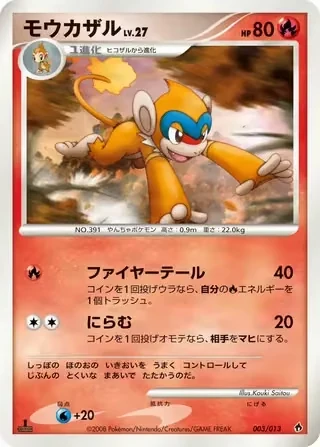 モウカザル LV.27 HP 80
1進化 ヒコザルから進化
NO.391 やんちゃポケモン 高さ：0.9m 重さ：22.0kg
ファイヤーテール 40
コインを1回投げウラなら、自分の エネルギーを
1個トラッシュ。
にらむ 20
コインを1回投げオモテなら、相手をマヒにする。
しっぽの ほのおの いきおいを うまく コントロールして
じぶんの とくいな まあいで たたかうのだ。
Illus.Kouki Saitou
弱点 抵抗力 にげる
+20
©2008 Pokémon/Nintendo/Creatures/GAME FREAK 003/013